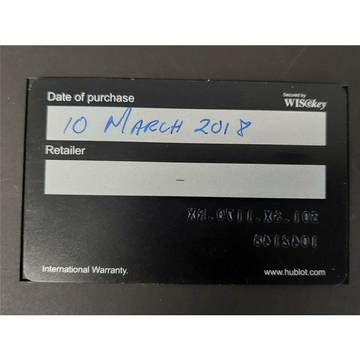 Date of purchase
Secured by
WISekey
10 MARCH 2018
Retailer
–
International Warranty.
www.hublot.com